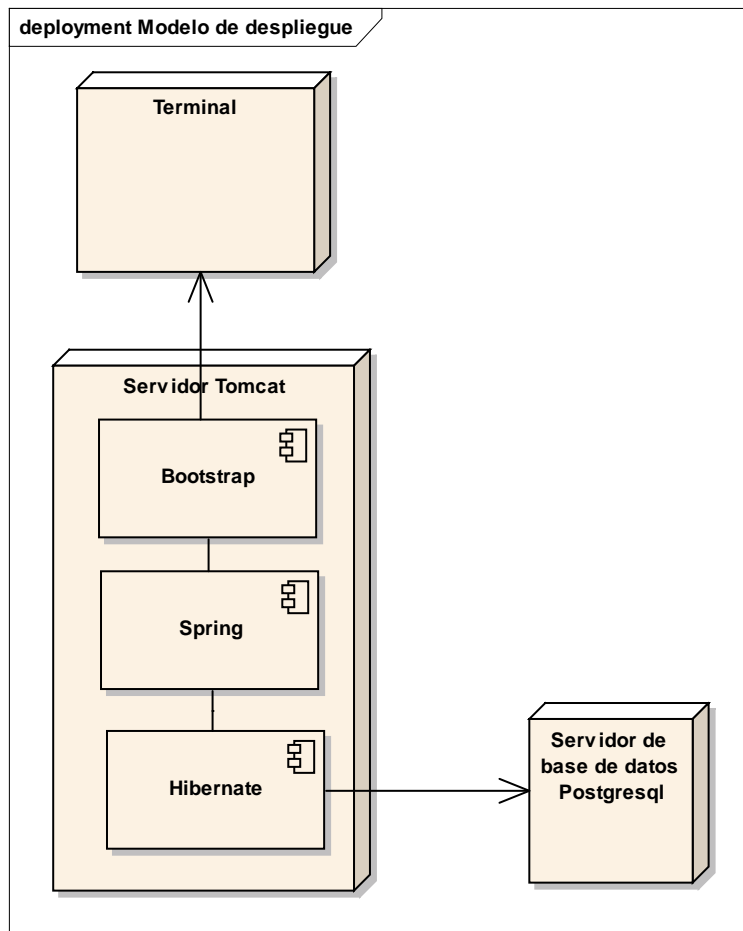 deployment Modelo de despliegue
Terminal
Servidor Tomcat
Bootstrap
Spring
Hibernate
Servidor de
base de datos
Postgresql